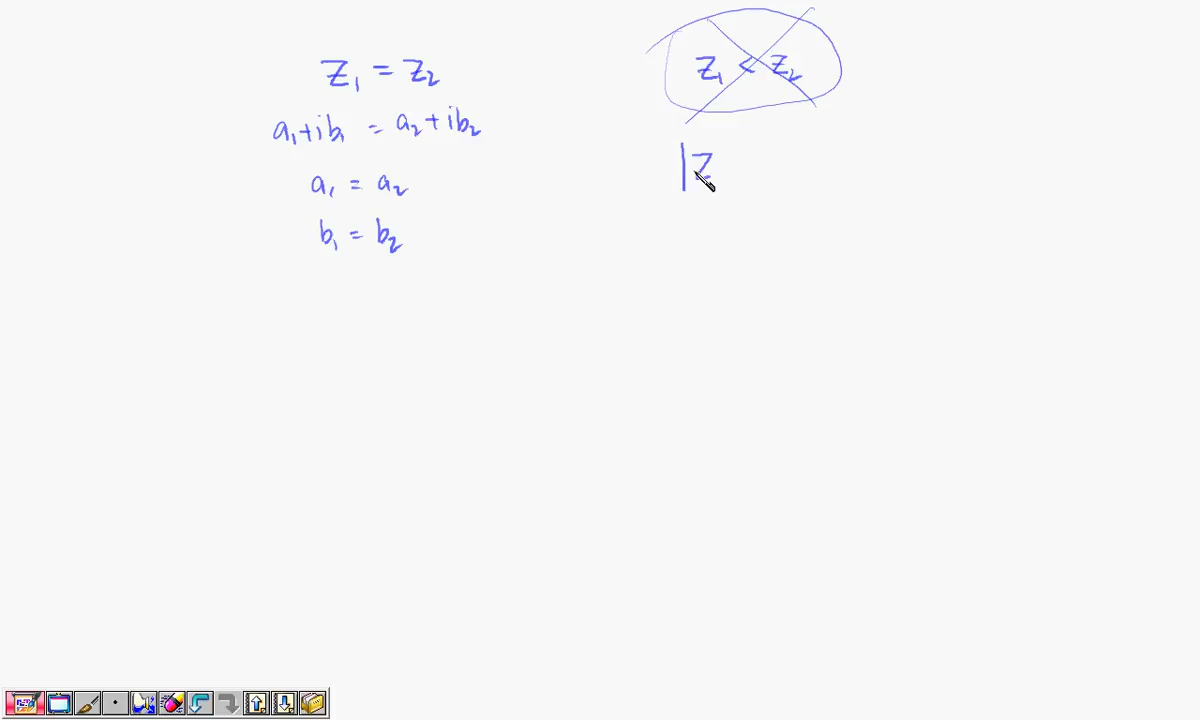 z₁ = z₂
a₁+ib₁ = a₂+ib₂
a₁ = a₂
b₁ = b₂
z₁ < z₂
|z